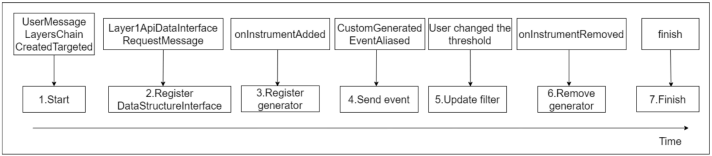 UserMessage
LayersChain
CreatedTargeted
Layer1ApiDataInterface
RequestMessage
onInstrumentAdded
CustomGenerated
EventAliased
User changed the
threshold
onInstrumentRemoved
finish
1.Start
2.Register
DataStructureInterface
3.Register
generator
4.Send event
5.Update filter
6.Remove
generator
7.Finish
Time